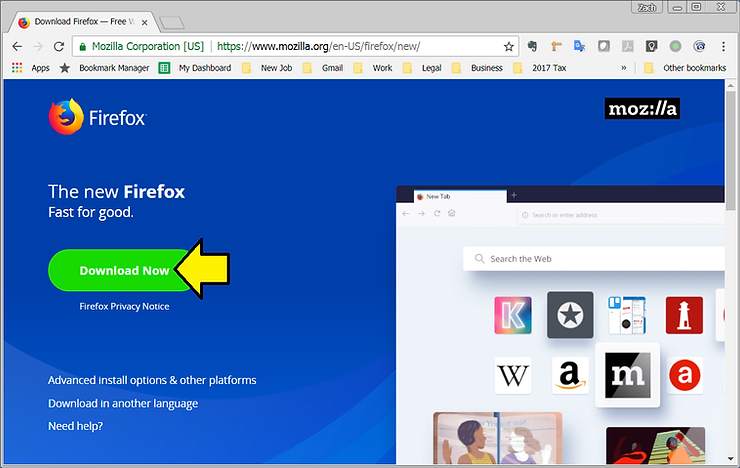 Zach
Download Firefox — Free W
Mozilla Corporation [US] https://www.mozilla.org/en-US/firefox/new/
Apps Bookmark Manager My Dashboard New Job Gmail Work Legal Business 2017 Tax » Other bookmarks
Firefox
moz://a
The new Firefox
Fast for good.
Download Now
Firefox Privacy Notice
Advanced install options & other platforms
Download in another language
Need help?
New Tab
Search or enter address
Search the Web
K
W
a
m
a